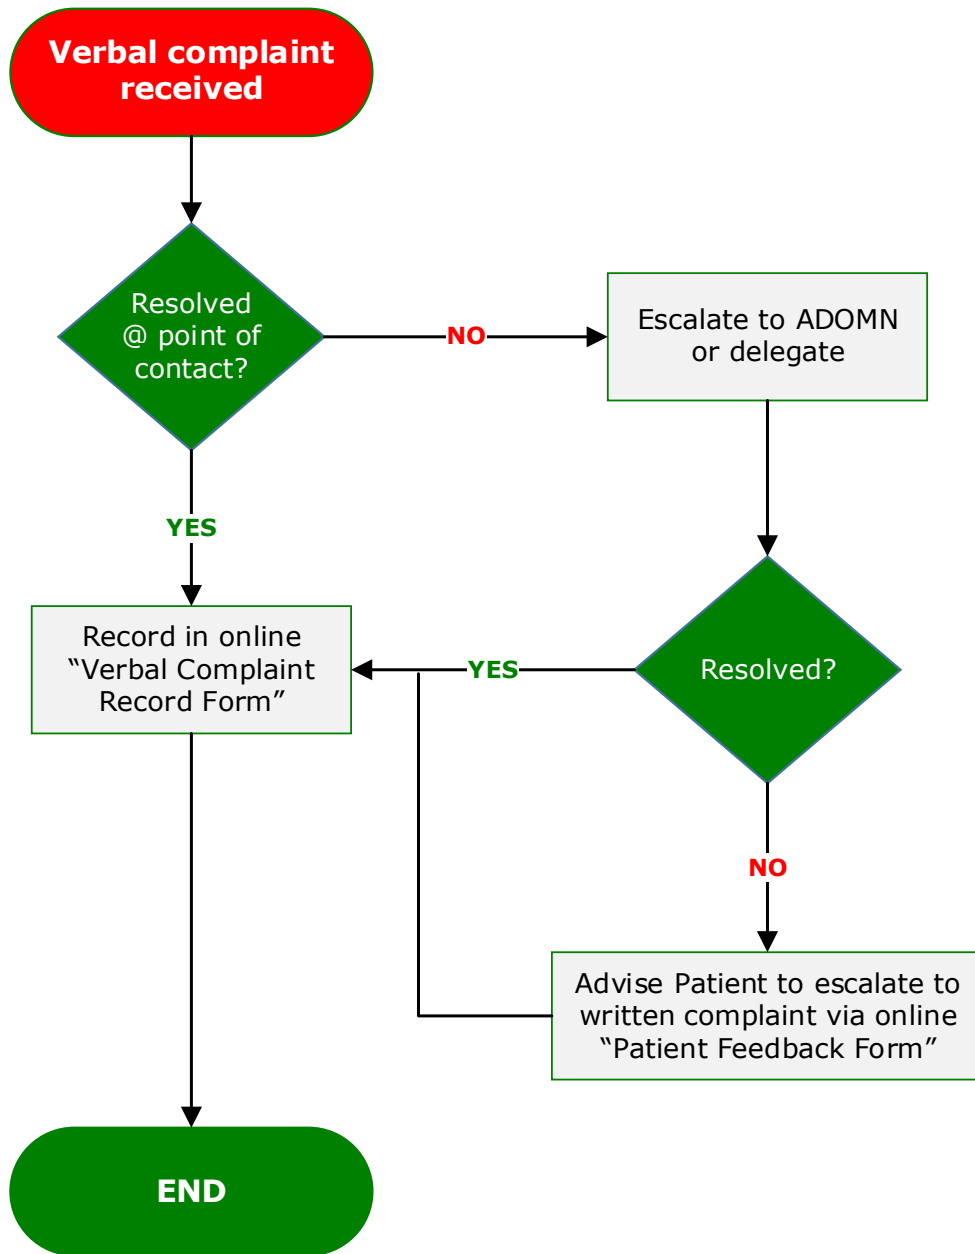 Verbal complaint
received
Resolved
@ point of
contact?
NO
Escalate to ADOMN
or delegate
YES
Record in online
“Verbal Complaint
Record Form”
YES
Resolved?
NO
Advise Patient to escalate to
written complaint via online
“Patient Feedback Form”
END